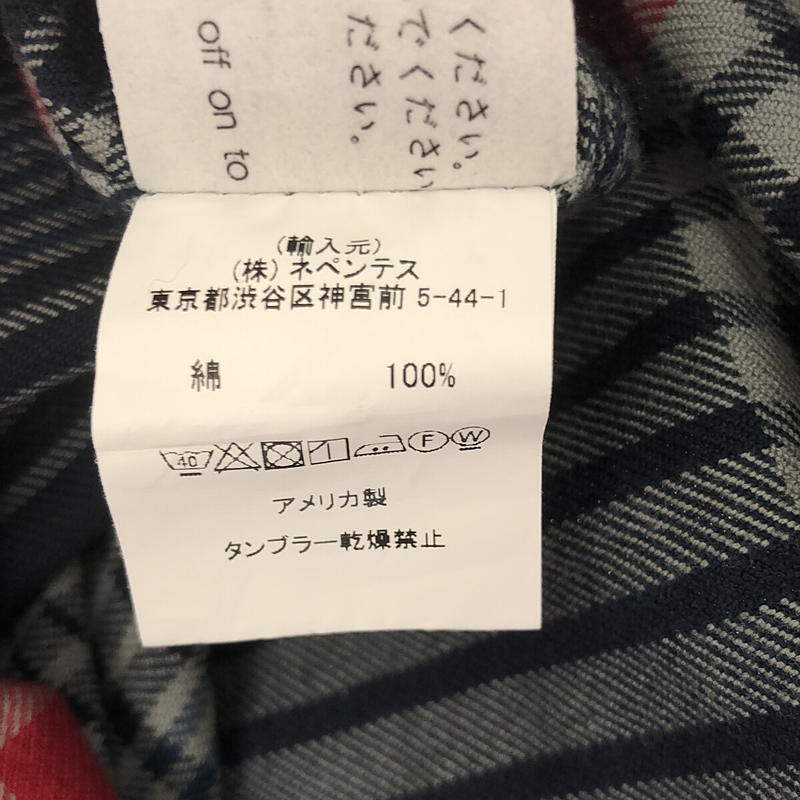 ください。
でください
ださい。
off on to
(輸入元)
(株)ネペンテス
東京都渋谷区神宮前 5-44-1
綿 100%
40 F W
アメリカ製
タンブラー乾燥禁止